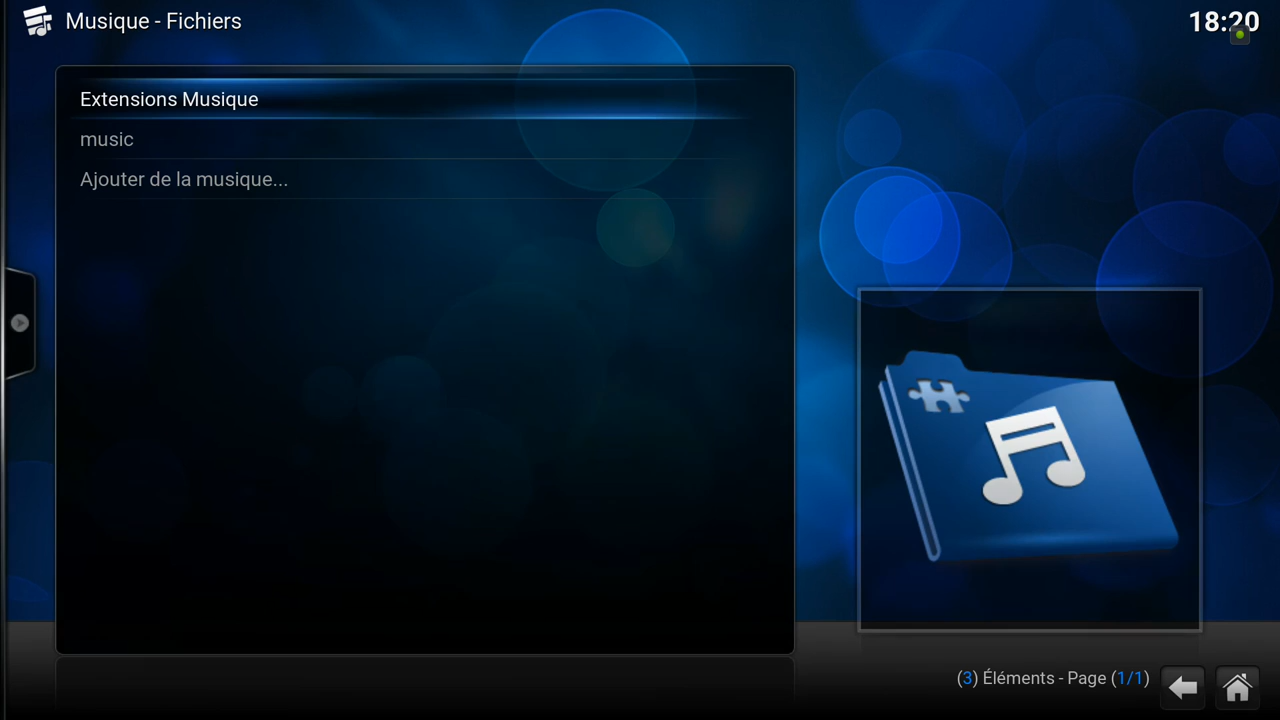 Musique - Fichiers
18:20
Extensions Musique
music
Ajouter de la musique...
(3) Éléments - Page (1/1)